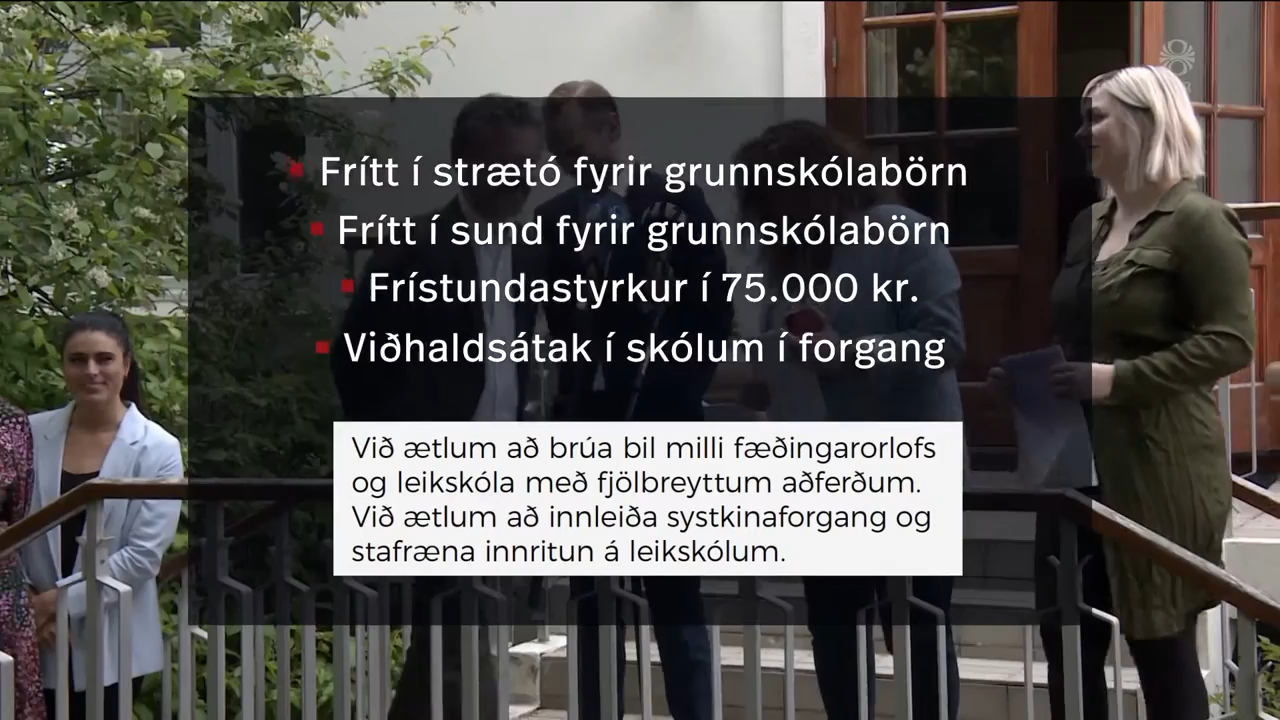 Frítt í strætó fyrir grunnskólabörn
Frítt í sund fyrir grunnskólabörn
Frístundastyrkur í 75.000 kr.
Viðhaldsátak í skólum í forgang
Við ætlum að brúa bil milli fæðingarorlofs
og leikskóla með fjölbreyttum aðferðum.
Við ætlum að innleiða systkinaforgang og
stafræna innritun á leikskólum.